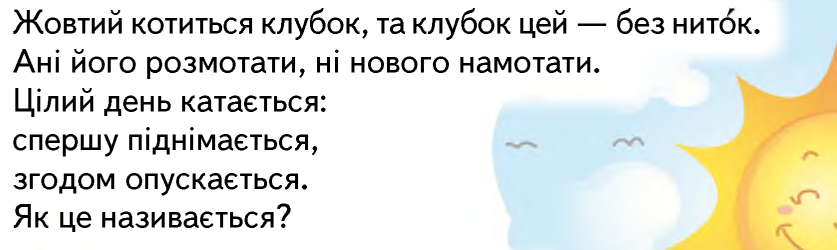 Жовтий котиться клубок, та клубок цей — без нито́к.
Ані його розмотати, ні нового намотати.
Цілий день катається:
спершу піднімається,
згодом опускається.
Як це називається?